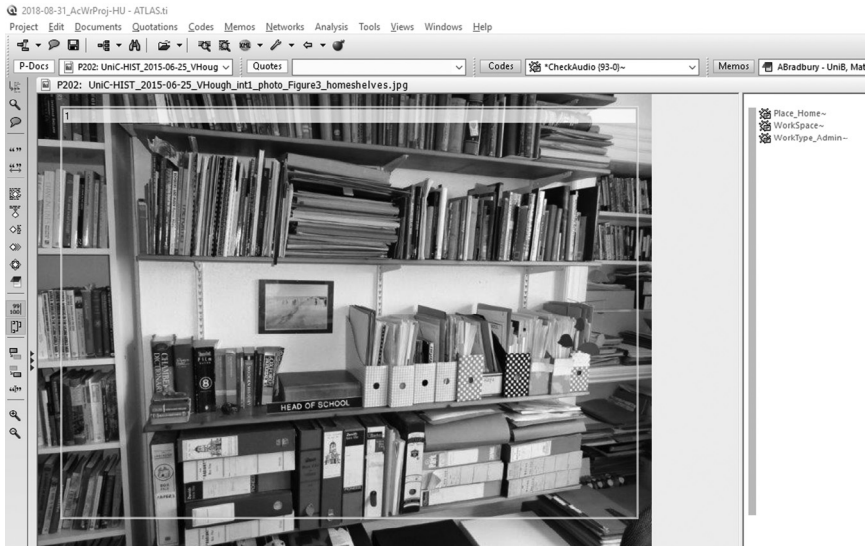 2018-08-31_AcWrProj-HU - ATLAS.ti
Project Edit Documents Quotations Codes Memos Networks Analysis Tools Views Windows Help
P-Docs P202: UniC-HIST_2015-06-25_VHoug Quotes Codes *CheckAudio {93-0}~ Memos ABradbury - UniB, Mat
P202: UniC-HIST_2015-06-25_VHough_int1_photo_Figure3_homeshelves.jpg
1
Place_Home~
WorkSpace~
WorkType_Admin~
8
HEAD OF SCHOOL